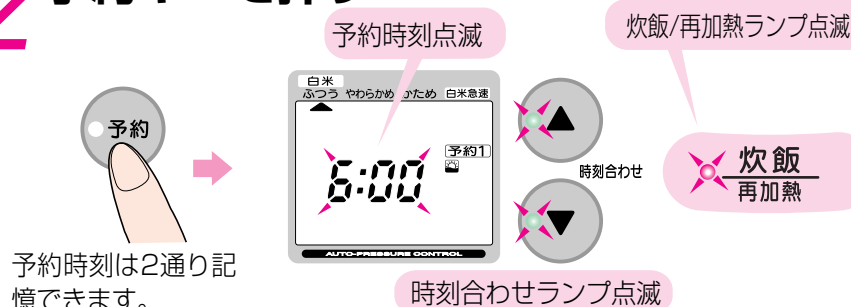 2
予約時刻点滅
炊飯/再加熱ランプ点滅
白米
ふつう やわらかめ かため 白米急速
予約
6:00
予約1
時刻合わせ
炊飯
再加熱
AUTO-PRESSURE CONTROL
予約時刻は2通り記
憶できます。
時刻合わせランプ点滅